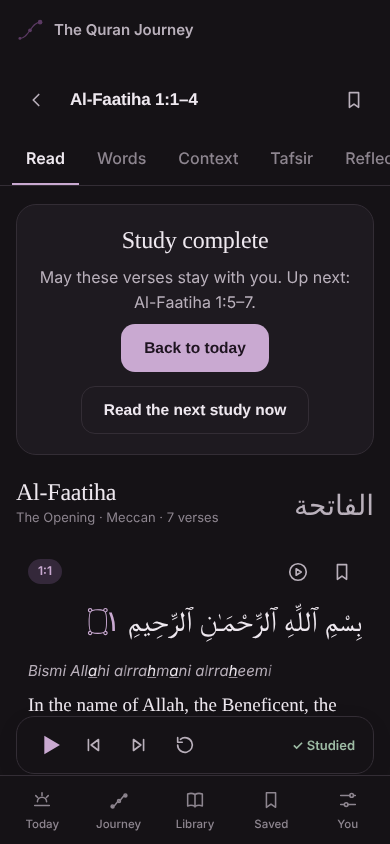 The Quran Journey
Al-Faatiha 1:1–4
Read Words Context Tafsir Reflec
Study complete
May these verses stay with you. Up next:
Al-Faatiha 1:5–7.
Back to today
Read the next study now
Al-Faatiha
الفاتحة
The Opening · Meccan · 7 verses
1:1
بِسْمِ ٱللَّهِ ٱلرَّحْمَـٰنِ ٱلرَّحِيمِ ۝١
Bismi Allahi alrrahmani alrraheemi
In the name of Allah, the Beneficent, the
✓ Studied
Today Journey Library Saved You